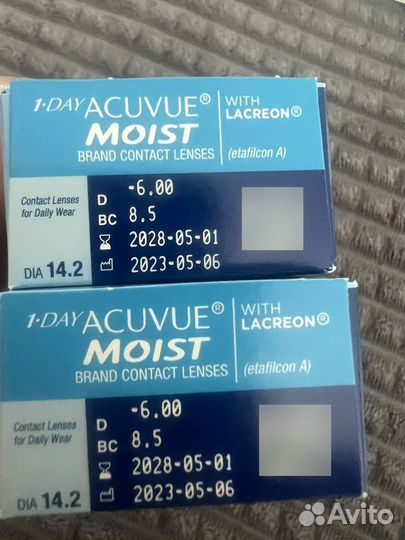 1·DAY ACUVUE® WITH
MOIST LACREON®
BRAND CONTACT LENSES (etafilcon A)
Contact Lenses
for Daily Wear
D -6.00
BC 8.5
2028-05-01
2023-05-06
DIA 14.2
1·DAY ACUVUE® WITH
MOIST LACREON®
BRAND CONTACT LENSES (etafilcon A)
Contact Lenses
for Daily Wear
D -6.00
BC 8.5
2028-05-01
2023-05-06
DIA 14.2
Avito